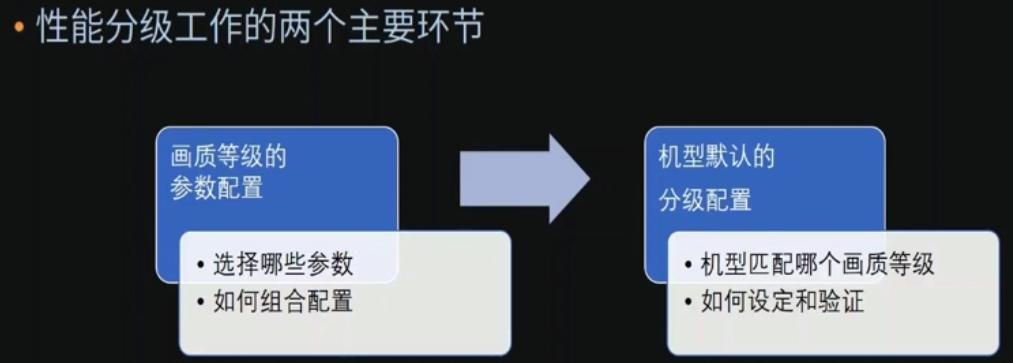 • 性能分级工作的两个主要环节
画质等级的
参数配置
• 选择哪些参数
• 如何组合配置
机型默认的
分级配置
• 机型匹配哪个画质等级
• 如何设定和验证